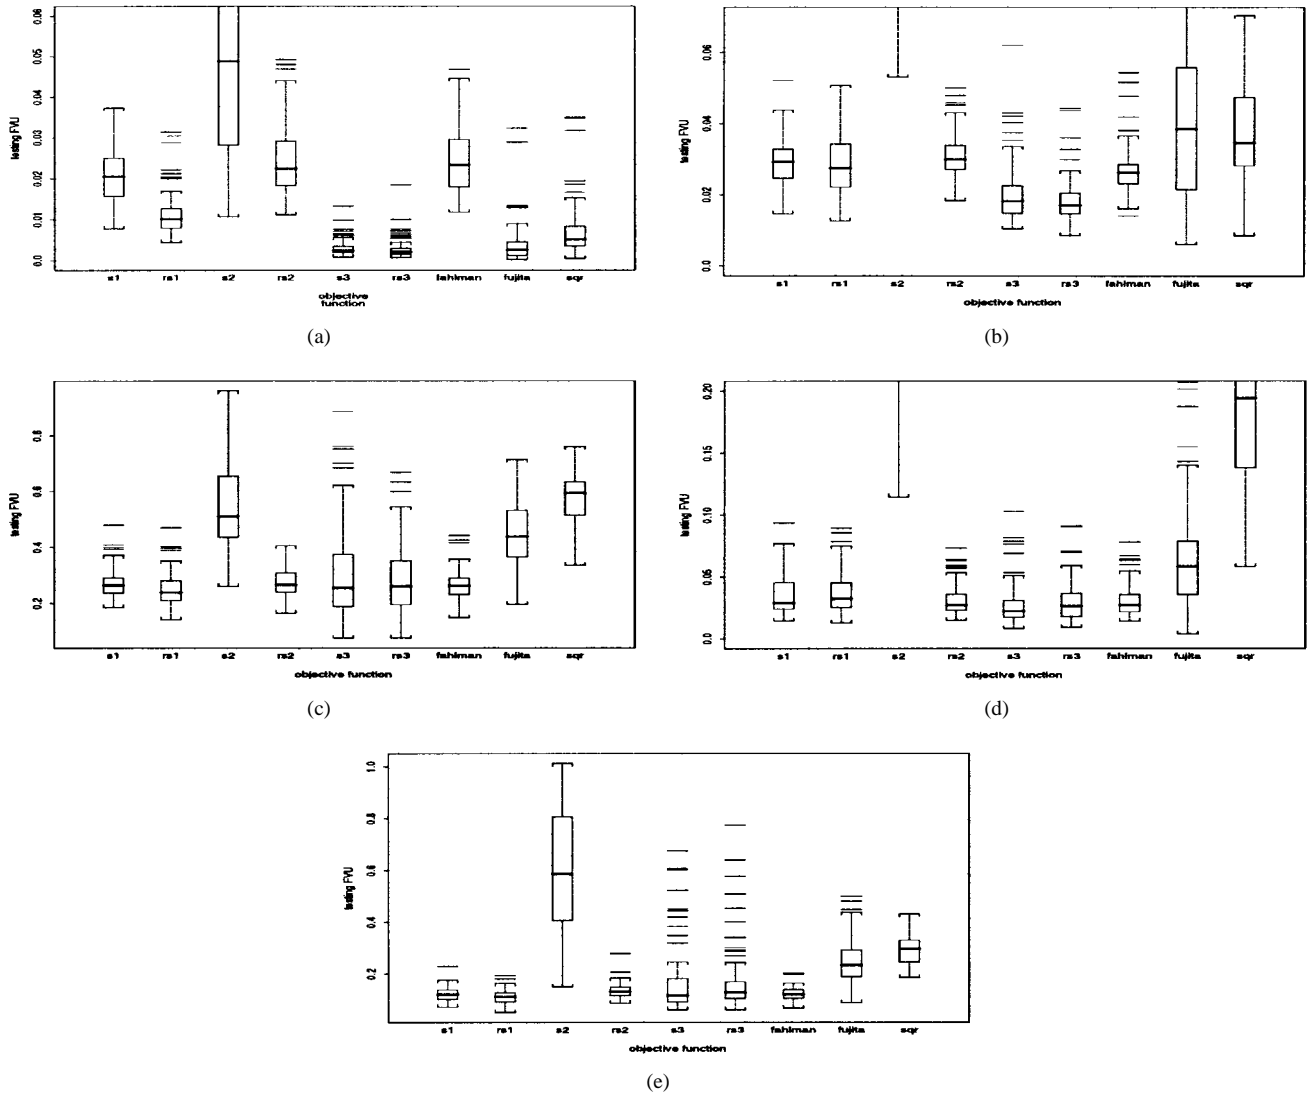 testing FVU
0.06
0.05
0.04
0.03
0.02
0.01
0.0
s1 rs1 s2 rs2 s3 rs3 fahlman fujita sqr
objective
function
(a)
testing FVU
0.06
0.04
0.02
0.0
s1 rs1 s2 rs2 s3 rs3 fahlman fujita sqr
objective function
(b)
testing FVU
0.8
0.6
0.4
0.2
s1 rs1 s2 rs2 s3 rs3 fahlman fujita sqr
objective function
(c)
testing FVU
0.20
0.15
0.10
0.05
0.0
s1 rs1 s2 rs2 s3 rs3 fahlman fujita sqr
objective function
(d)
testing FVU
1.0
0.8
0.6
0.4
0.2
s1 rs1 s2 rs2 s3 rs3 fahlman fujita sqr
objective function
(e)